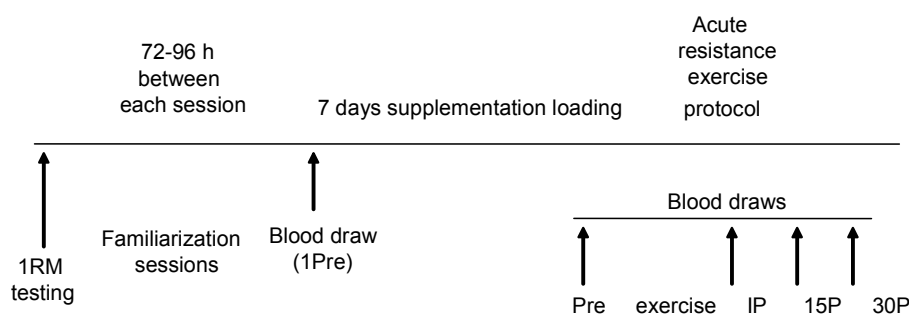 72-96 h
between
each session
7 days supplementation loading
Acute
resistance
exercise
protocol
1RM
testing
Familiarization
sessions
Blood draw
(1Pre)
Blood draws
Pre exercise IP 15P 30P